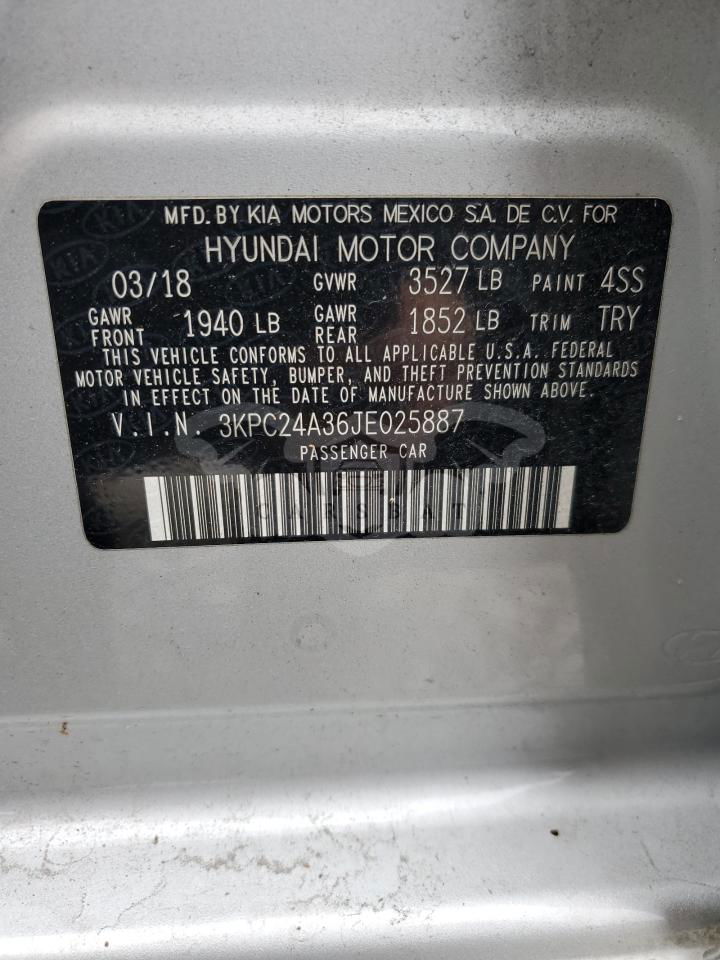 MFD. BY KIA MOTORS MEXICO S.A. DE C.V. FOR
HYUNDAI MOTOR COMPANY
03/18 GVWR 3527 LB PAINT 4SS
GAWR FRONT 1940 LB GAWR REAR 1852 LB TRIM TRY
THIS VEHICLE CONFORMS TO ALL APPLICABLE U.S.A. FEDERAL
MOTOR VEHICLE SAFETY, BUMPER, AND THEFT PREVENTION STANDARDS
IN EFFECT ON THE DATE OF MANUFACTURE SHOWN ABOVE.
V.I.N. 3KPC24A36JE025887
PASSENGER CAR
CARSBAT
KIA